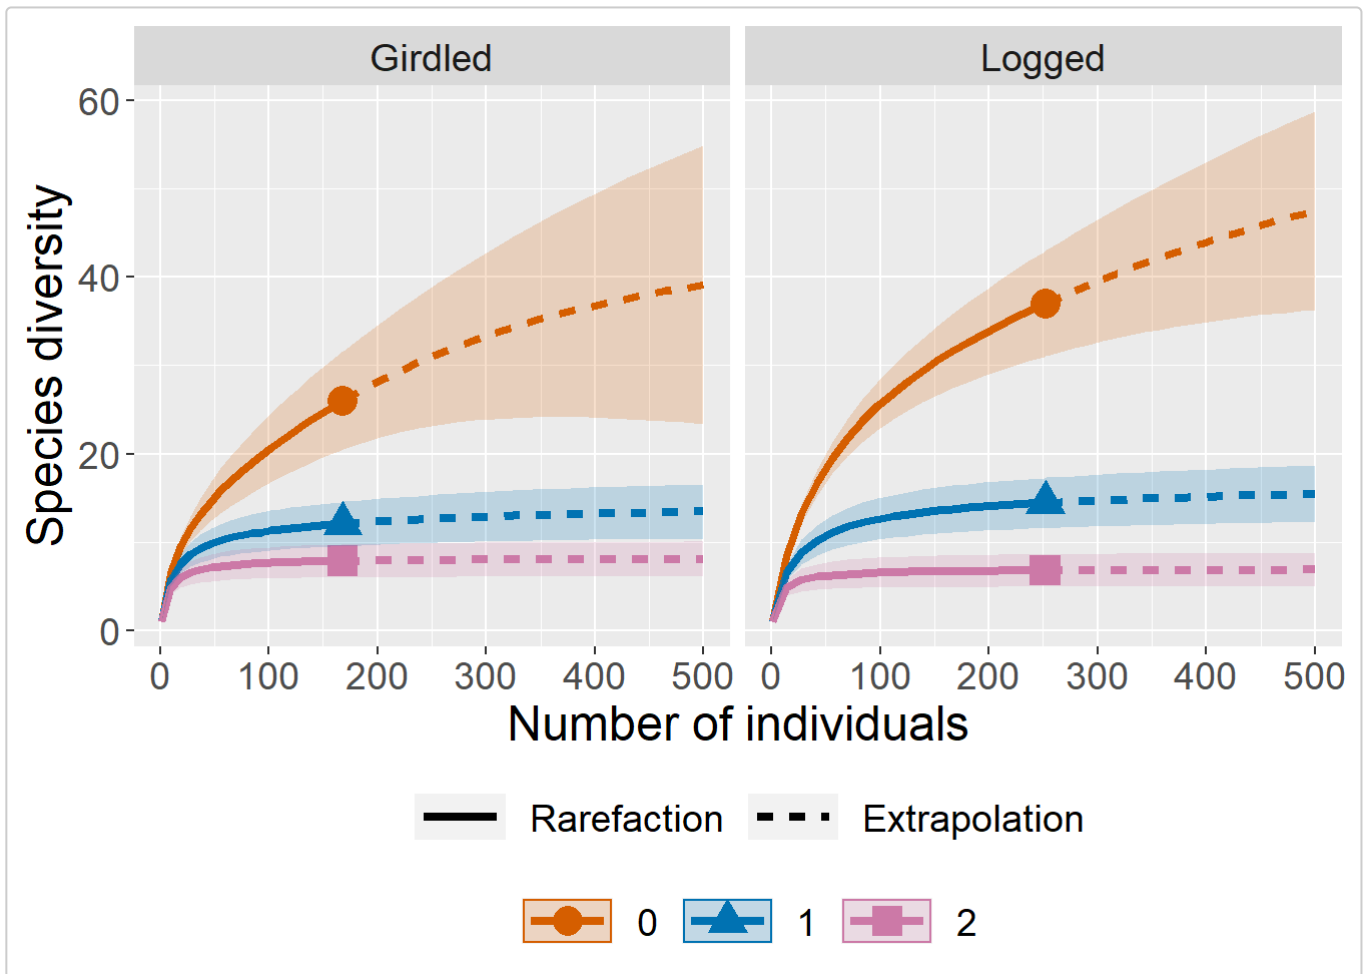 Girdled Logged
60
40
20
0
0 100 200 300 400 500 0 100 200 300 400 500
Species diversity
Number of individuals
Rarefaction Extrapolation
0 1 2